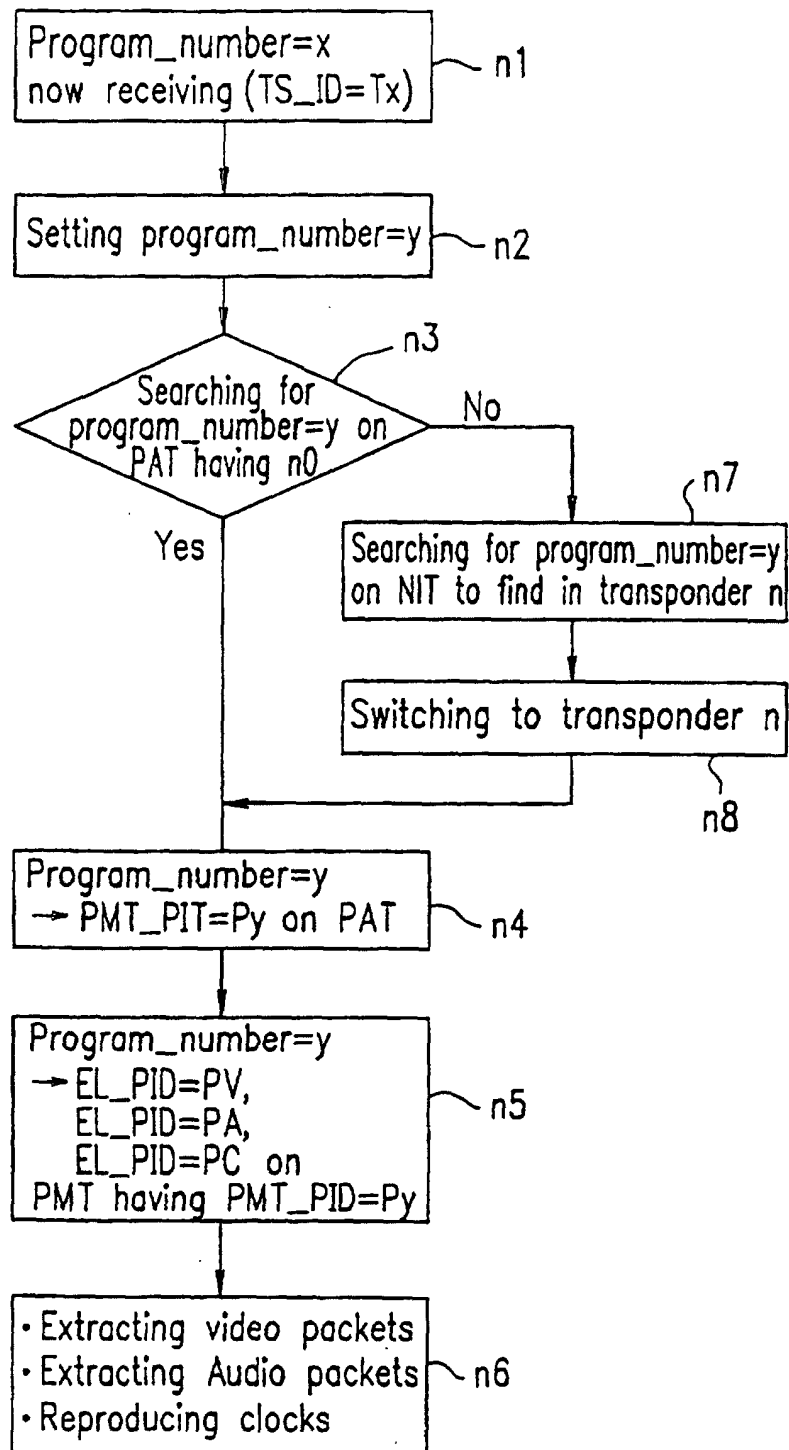 Program_number=x
now receiving (TS_ID=Tx)
n1
Setting program_number=y
n2
n3
Searching for
program_number=y on
PAT having n0
No
Yes
n7
Searching for program_number=y
on NIT to find in transponder n
Switching to transponder n
n8
Program_number=y
→ PMT_PIT=Py on PAT
n4
Program_number=y
→ EL_PID=PV,
EL_PID=PA,
EL_PID=PC on
PMT having PMT_PID=Py
n5
· Extracting video packets
· Extracting Audio packets
· Reproducing clocks
n6